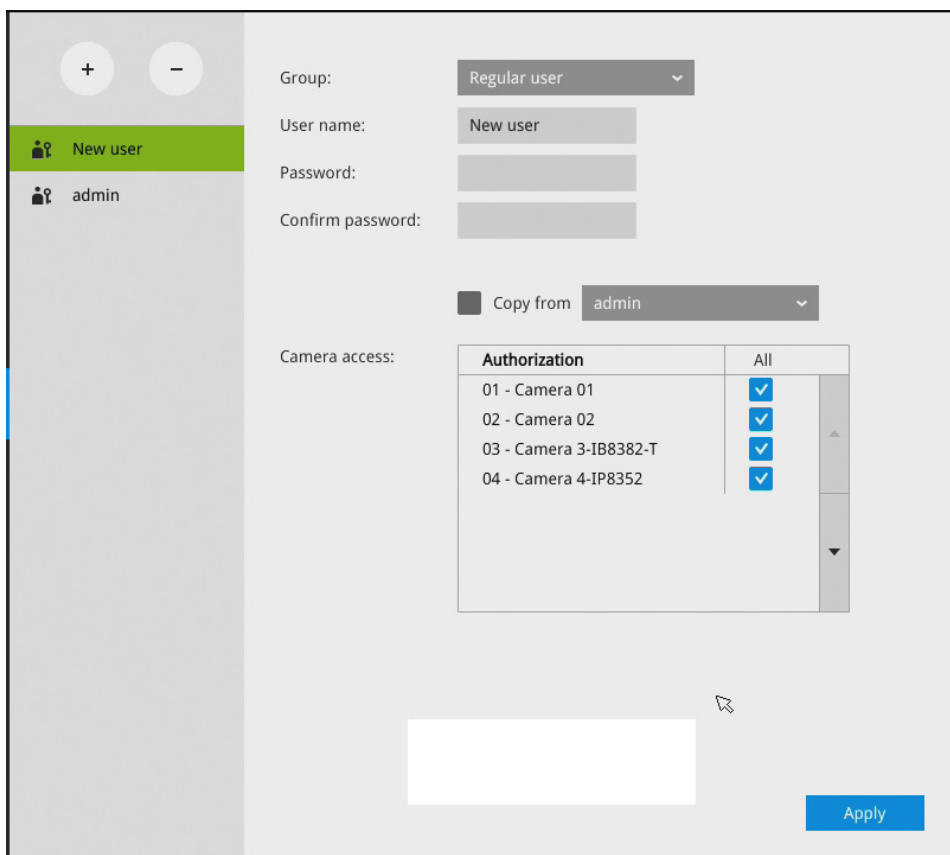 + -
New user
admin
Group: Regular user
User name: New user
Password:
Confirm password:
Copy from admin
Camera access:
Authorization All
01 - Camera 01
02 - Camera 02
03 - Camera 3-IB8382-T
04 - Camera 4-IP8352
Apply